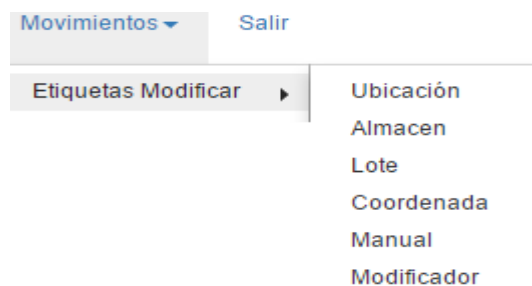 Movimientos Salir
Etiquetas Modificar
Ubicación
Almacen
Lote
Coordenada
Manual
Modificador